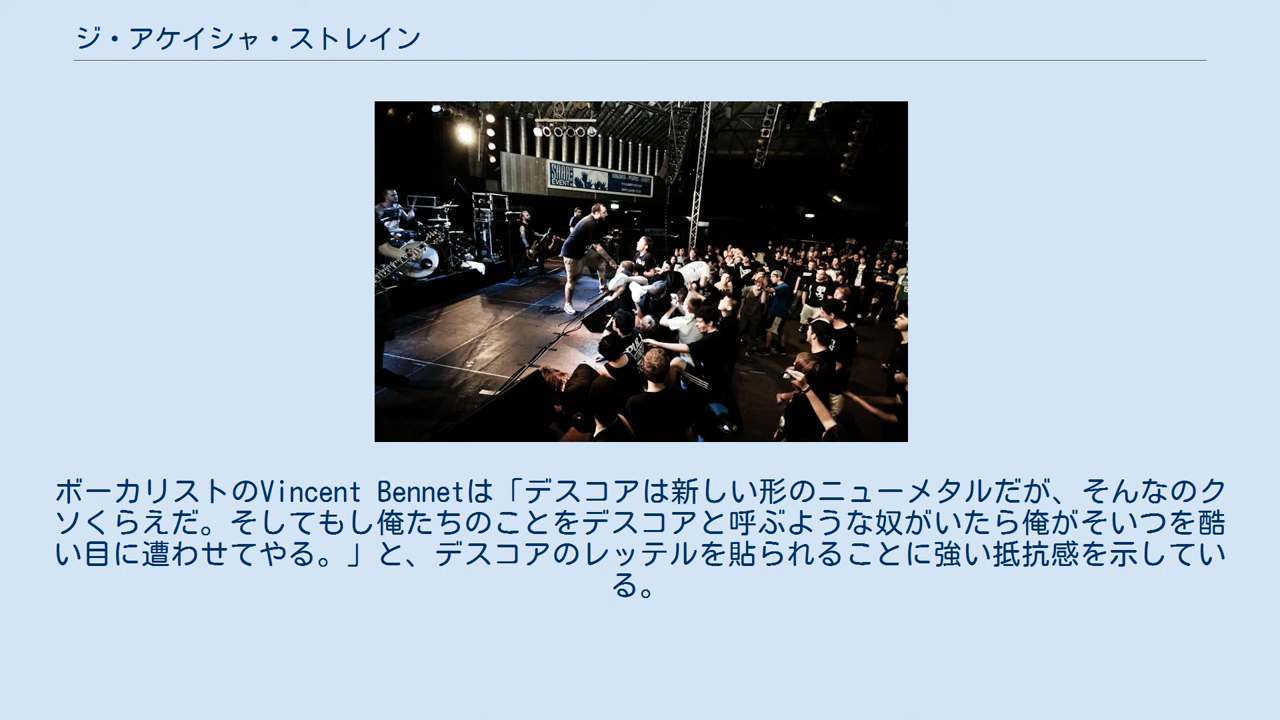 ジ・アケイシャ・ストレイン
EVENT
ボーカリストのVincent Bennetは「デスコアは新しい形のニューメタルだが、そんなのク
ソくらえだ。そしてもし俺たちのことをデスコアと呼ぶような奴がいたら俺がそいつを酷
い目に遭わせてやる。」と、デスコアのレッテルを貼られることに強い抵抗感を示してい
る。